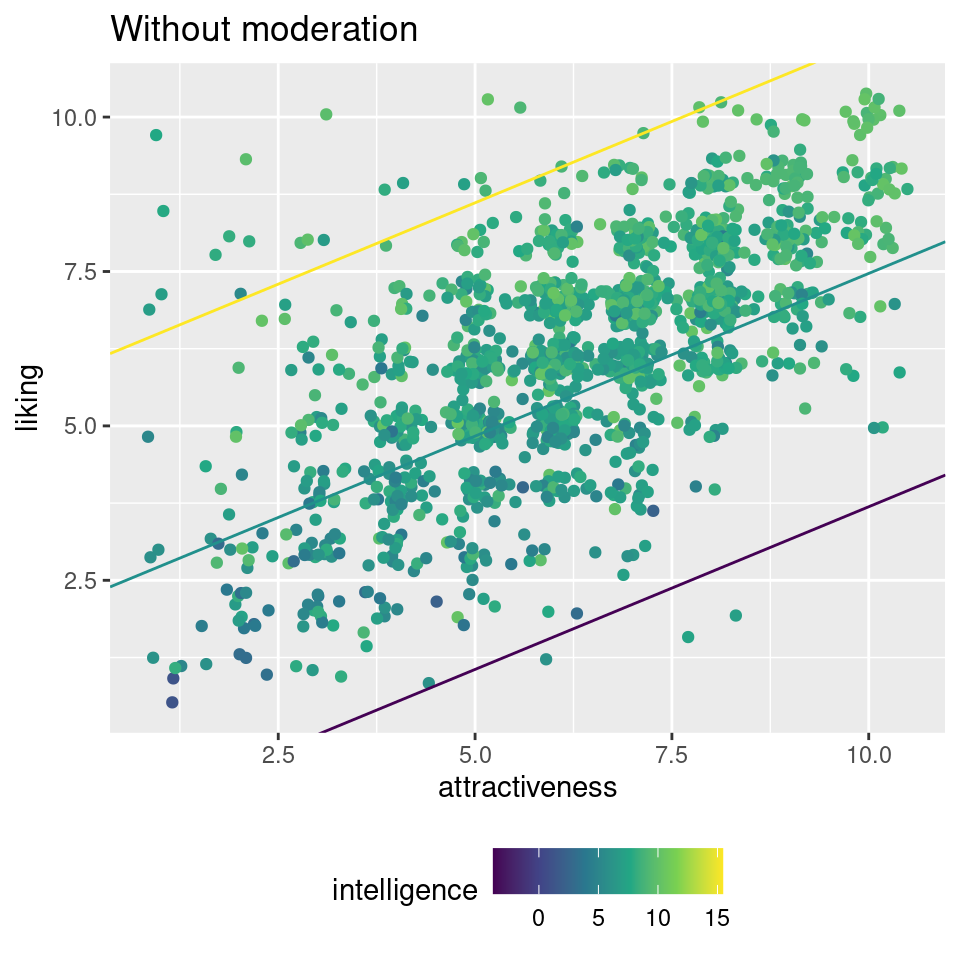 Without moderation
10.0
7.5
5.0
2.5
liking
2.5 5.0 7.5 10.0
attractiveness
intelligence
0 5 10 15